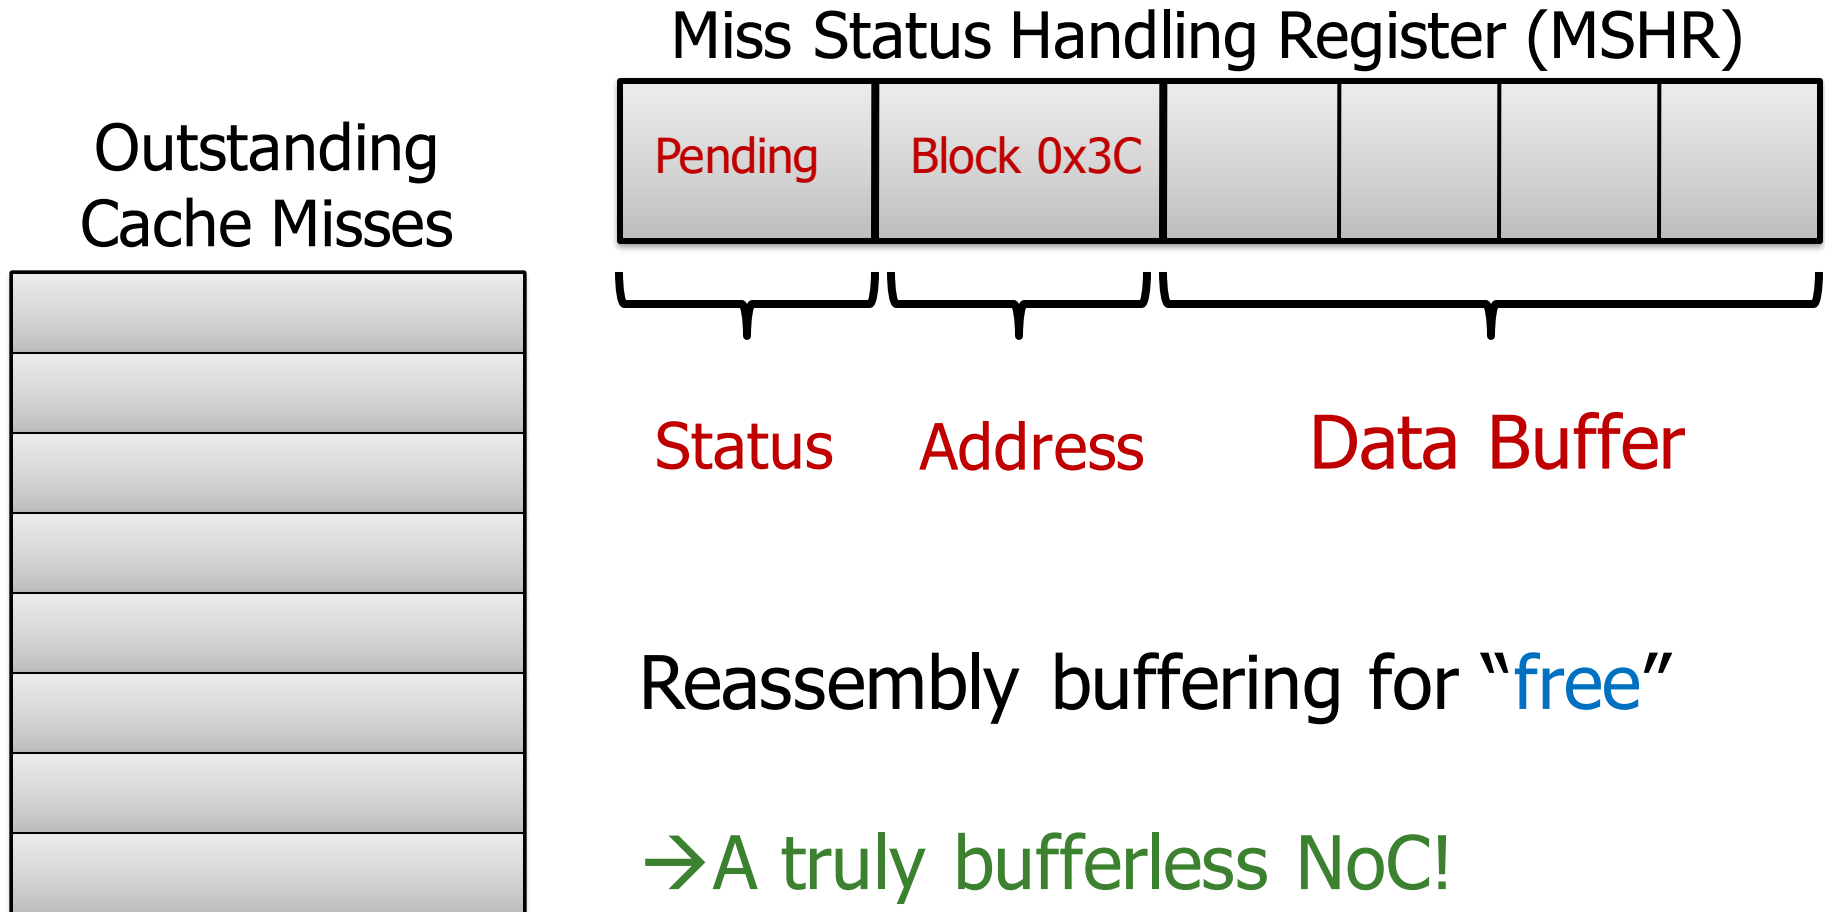 Miss Status Handling Register (MSHR)
Outstanding
Cache Misses
Pending
Block 0x3C
Status
Address
Data Buffer
Reassembly buffering for “free”
→A truly bufferless NoC!